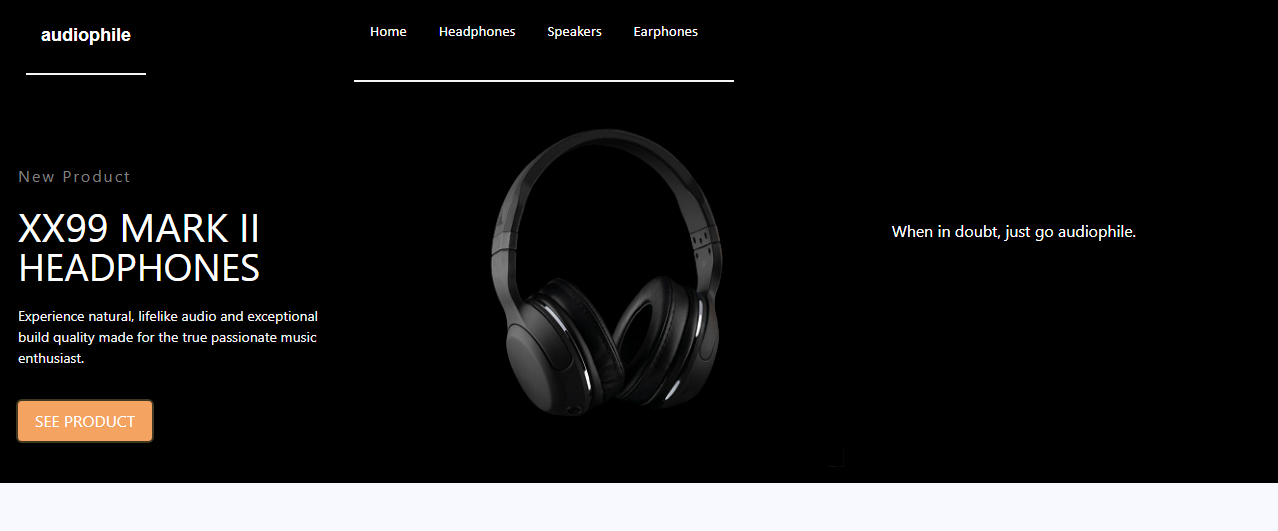 audiophile
Home Headphones Speakers Earphones
New Product
XX99 MARK II
HEADPHONES
Experience natural, lifelike audio and exceptional
build quality made for the true passionate music
enthusiast.
SEE PRODUCT
When in doubt, just go audiophile.